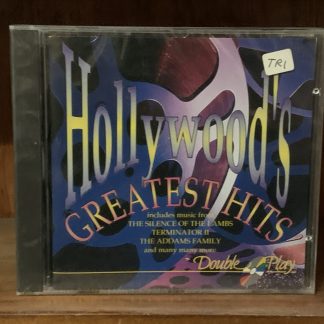 TR1
Hollywood's
GREATEST HITS
includes music from
THE SILENCE OF THE LAMBS
TERMINATOR II
THE ADDAMS FAMILY
and many many more
Double Play